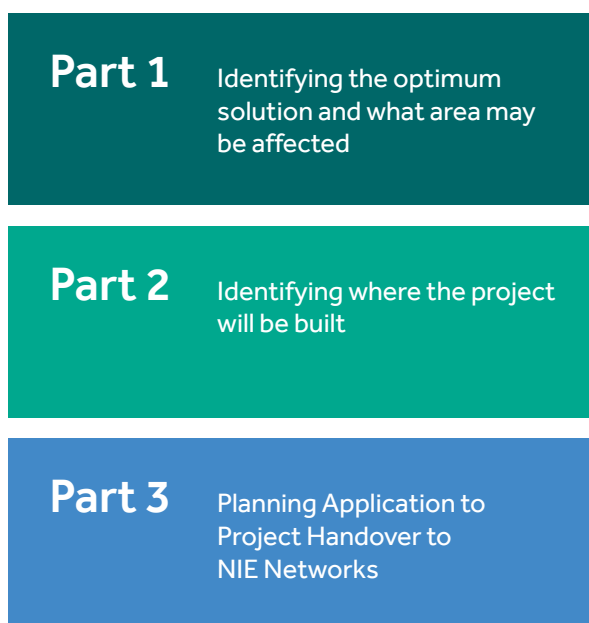 Part 1
Identifying the optimum
solution and what area may
be affected
Part 2
Identifying where the project
will be built
Part 3
Planning Application to
Project Handover to
NIE Networks